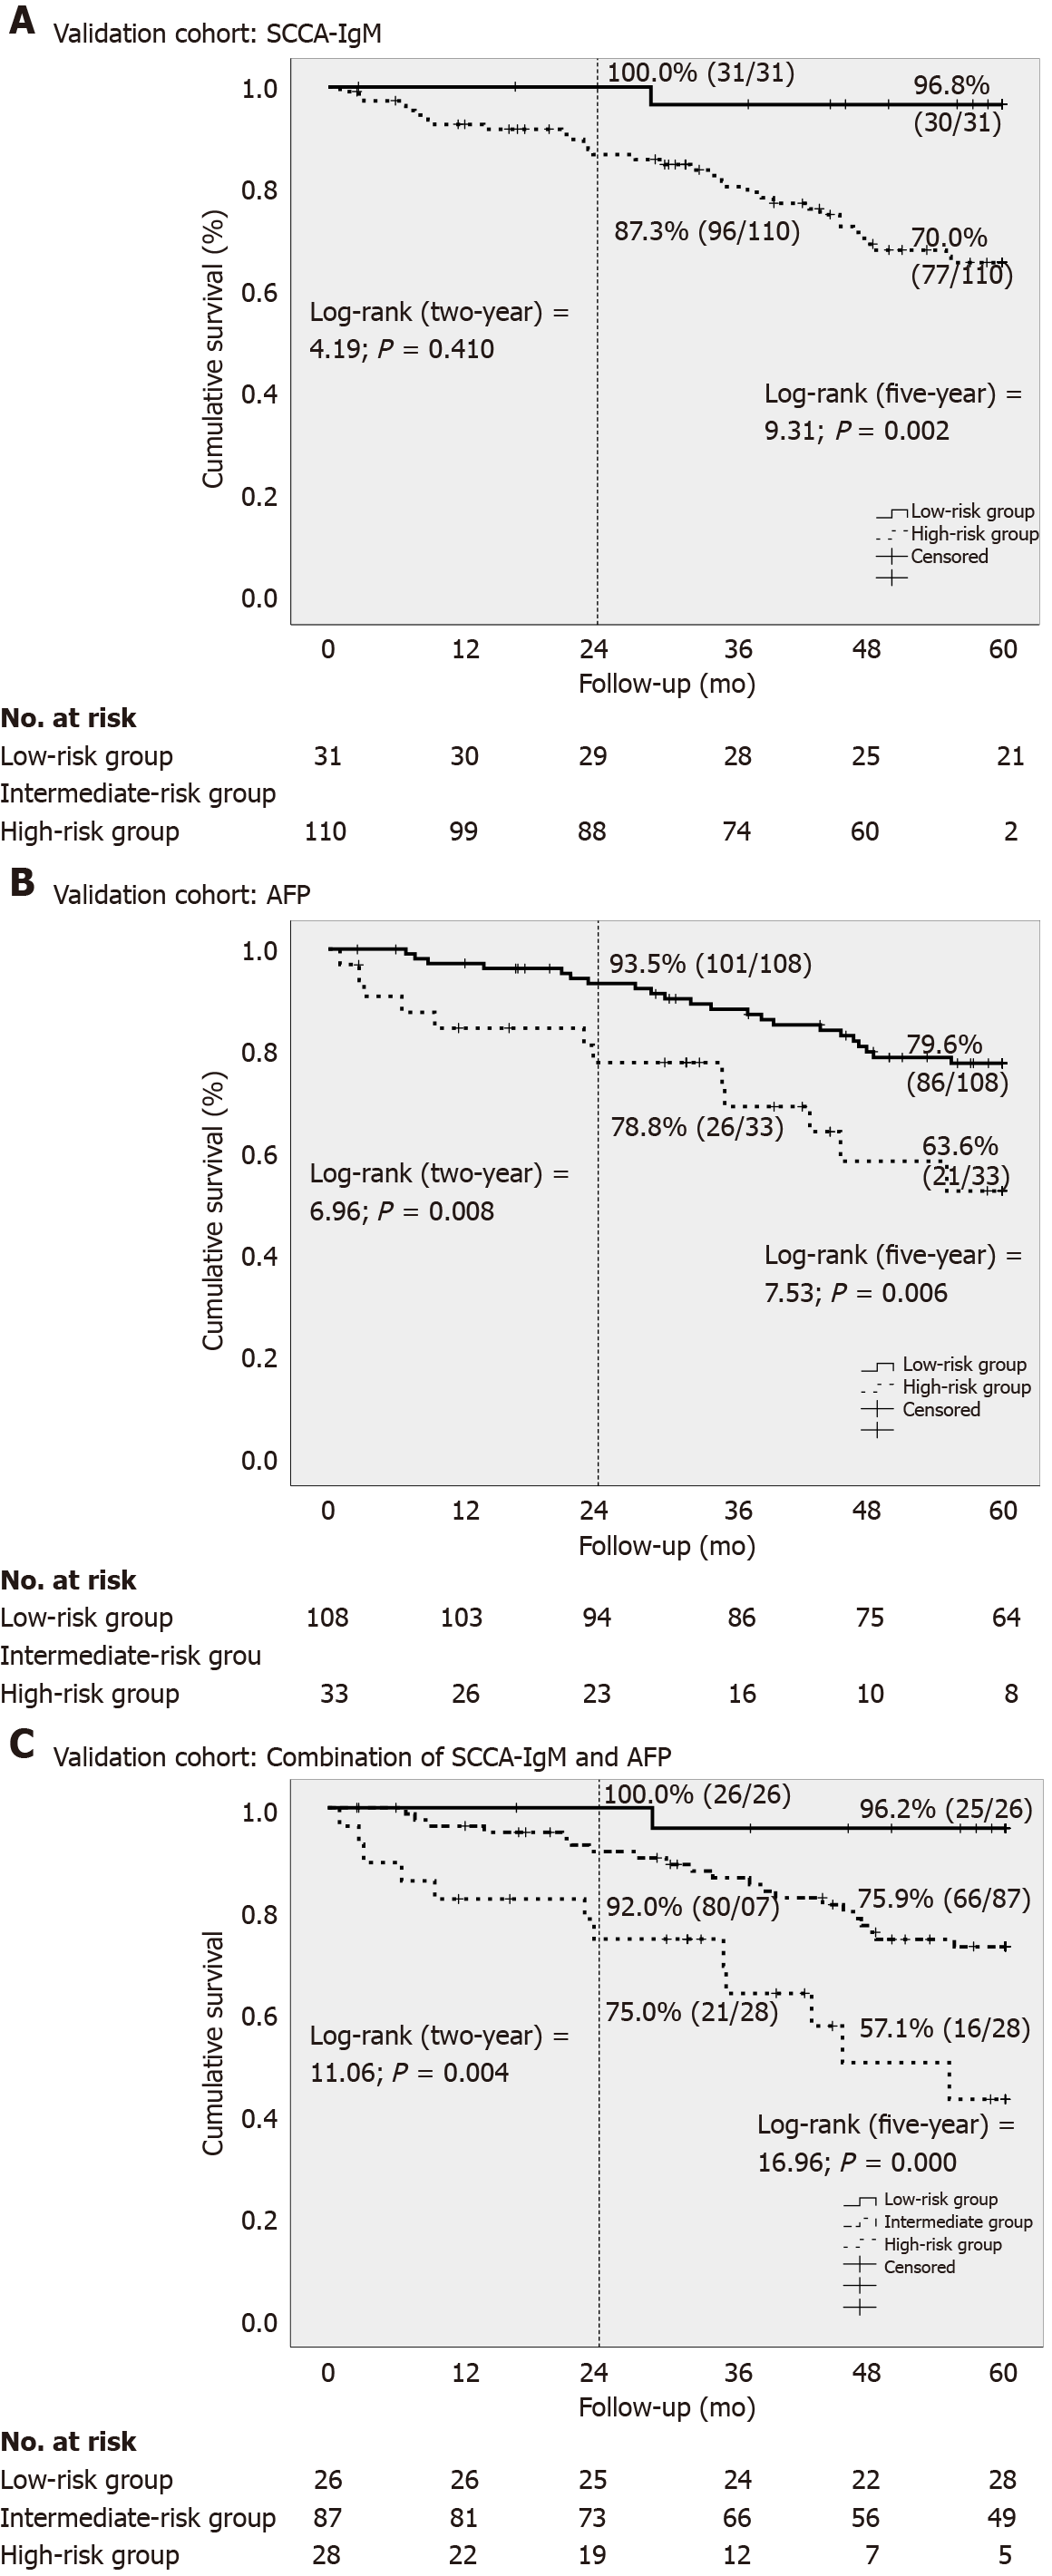 A Validation cohort: SCCA-IgM
100.0% (31/31)
96.8%
(30/31)
87.3% (96/110)
70.0%
(77/110)
Log-rank (two-year) =
4.19; P = 0.410
Log-rank (five-year) =
9.31; P = 0.002
Low-risk group
High-risk group
Censored
Cumulative survival (%)
1.0
0.8
0.6
0.4
0.2
0.0
0 12 24 36 48 60
Follow-up (mo)
No. at risk
Low-risk group 31 30 29 28 25 21
Intermediate-risk group
High-risk group 110 99 88 74 60 2
B Validation cohort: AFP
93.5% (101/108)
79.6%
(86/108)
78.8% (26/33)
63.6%
(21/33)
Log-rank (two-year) =
6.96; P = 0.008
Log-rank (five-year) =
7.53; P = 0.006
Low-risk group
High-risk group
Censored
Cumulative survival (%)
1.0
0.8
0.6
0.4
0.2
0.0
0 12 24 36 48 60
Follow-up (mo)
No. at risk
Low-risk group 108 103 94 86 75 64
Intermediate-risk grou
High-risk group 33 26 23 16 10 8
C Validation cohort: Combination of SCCA-IgM and AFP
100.0% (26/26)
96.2% (25/26)
92.0% (80/07)
75.9% (66/87)
75.0% (21/28)
57.1% (16/28)
Log-rank (two-year) =
11.06; P = 0.004
Log-rank (five-year) =
16.96; P = 0.000
Low-risk group
Intermediate group
High-risk group
Censored
Cumulative survival
1.0
0.8
0.6
0.4
0.2
0.0
0 12 24 36 48 60
Follow-up (mo)
No. at risk
Low-risk group 26 26 25 24 22 28
Intermediate-risk group 87 81 73 66 56 49
High-risk group 28 22 19 12 7 5